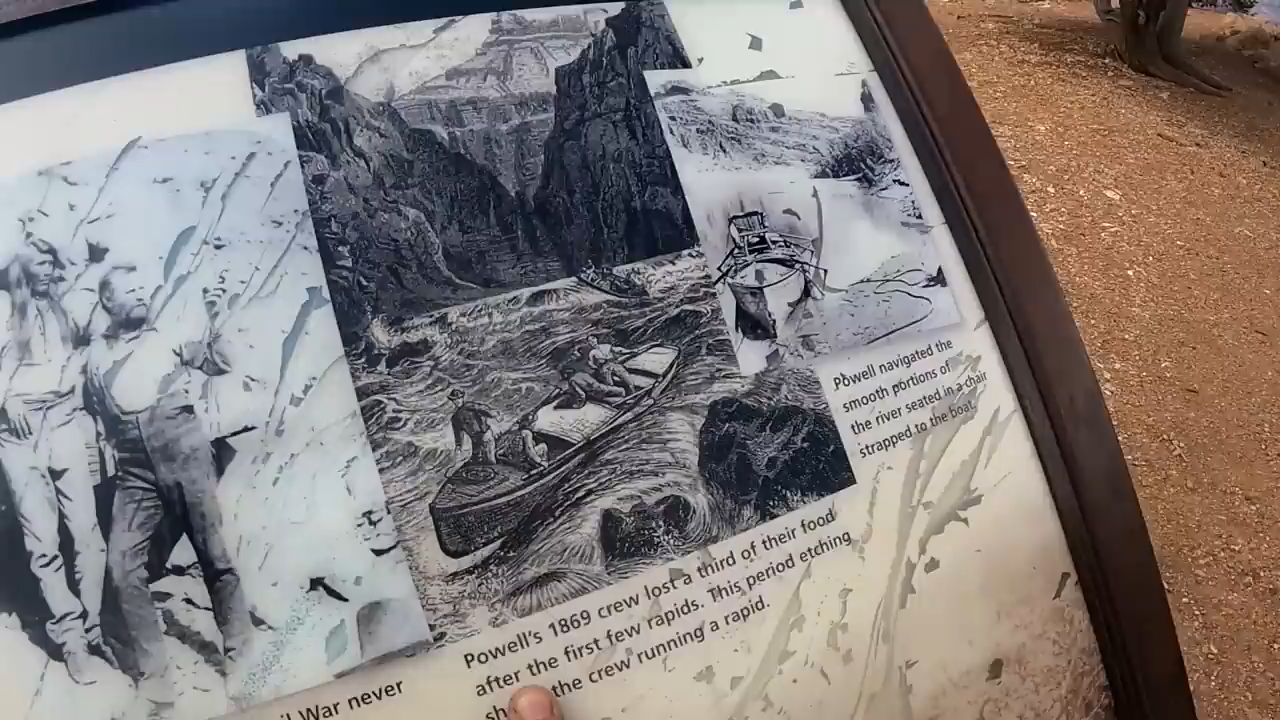 Powell navigated the
smooth portions of
the river seated in a chair
strapped to the boat.
Powell's 1869 crew lost a third of their food
after the first few rapids. This period etching
the crew running a rapid.
War never